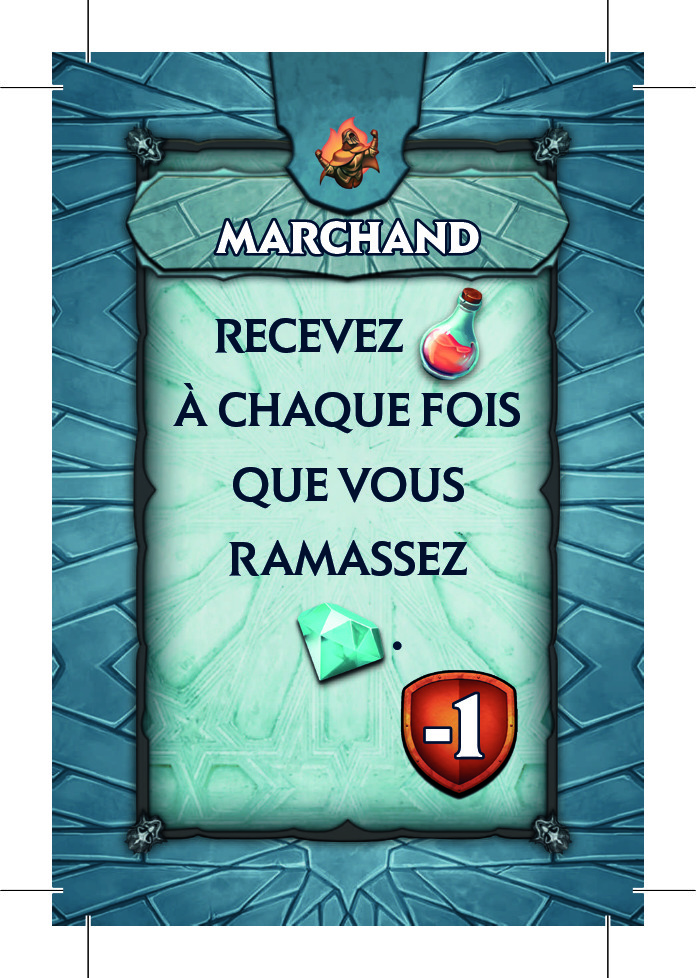 MARCHAND
RECEVEZ
À CHAQUE FOIS
QUE VOUS
RAMASSEZ
.
-1